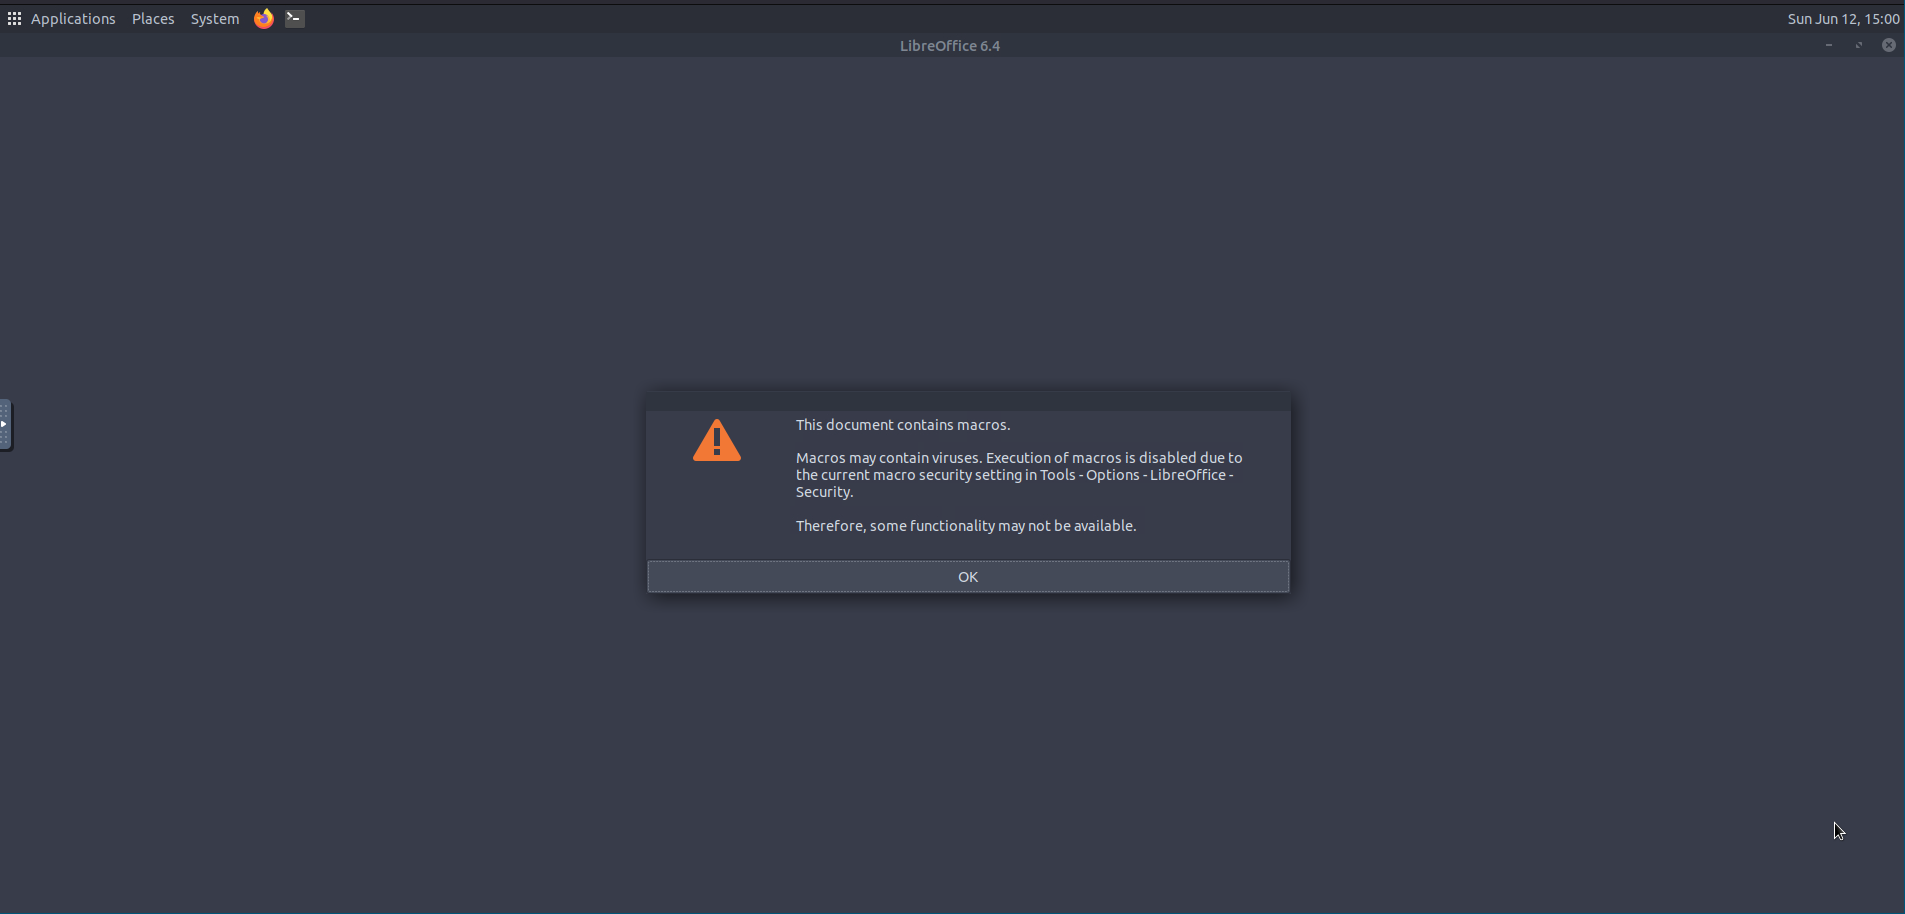 Applications Places System Sun Jun 12, 15:00
LibreOffice 6.4
This document contains macros.
Macros may contain viruses. Execution of macros is disabled due to
the current macro security setting in Tools - Options - LibreOffice -
Security.
Therefore, some functionality may not be available.
OK